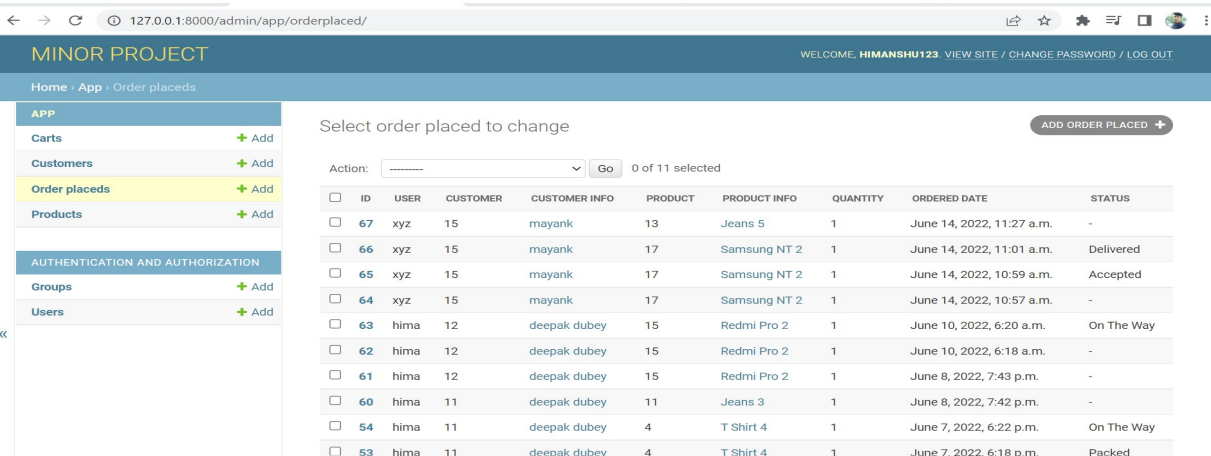 127.0.0.1:8000/admin/app/orderplaced/
MINOR PROJECT
WELCOME, HIMANSHU123. VIEW SITE / CHANGE PASSWORD / LOG OUT
Home › App › Order placeds
APP
Carts + Add
Customers + Add
Order placeds + Add
Products + Add
AUTHENTICATION AND AUTHORIZATION
Groups + Add
Users + Add
«
Select order placed to change
ADD ORDER PLACED +
Action: --------- Go 0 of 11 selected
ID USER CUSTOMER CUSTOMER INFO PRODUCT PRODUCT INFO QUANTITY ORDERED DATE STATUS
67 xyz 15 mayank 13 Jeans 5 1 June 14, 2022, 11:27 a.m. -
66 xyz 15 mayank 17 Samsung NT 2 1 June 14, 2022, 11:01 a.m. Delivered
65 xyz 15 mayank 17 Samsung NT 2 1 June 14, 2022, 10:59 a.m. Accepted
64 xyz 15 mayank 17 Samsung NT 2 1 June 14, 2022, 10:57 a.m. -
63 hima 12 deepak dubey 15 Redmi Pro 2 1 June 10, 2022, 6:20 a.m. On The Way
62 hima 12 deepak dubey 15 Redmi Pro 2 1 June 10, 2022, 6:18 a.m. -
61 hima 12 deepak dubey 15 Redmi Pro 2 1 June 8, 2022, 7:43 p.m. -
60 hima 11 deepak dubey 11 Jeans 3 1 June 8, 2022, 7:42 p.m. -
54 hima 11 deepak dubey 4 T Shirt 4 1 June 7, 2022, 6:22 p.m. On The Way
53 hima 11 deepak dubey 4 T Shirt 4 1 June 7, 2022, 6:18 p.m. Packed